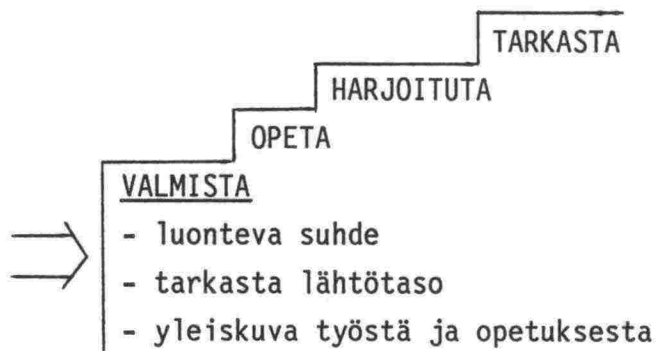 TARKASTA
HARJOITUTA
OPETA
VALMISTA
- luonteva suhde
- tarkasta lähtötaso
- yleiskuva työstä ja opetuksesta